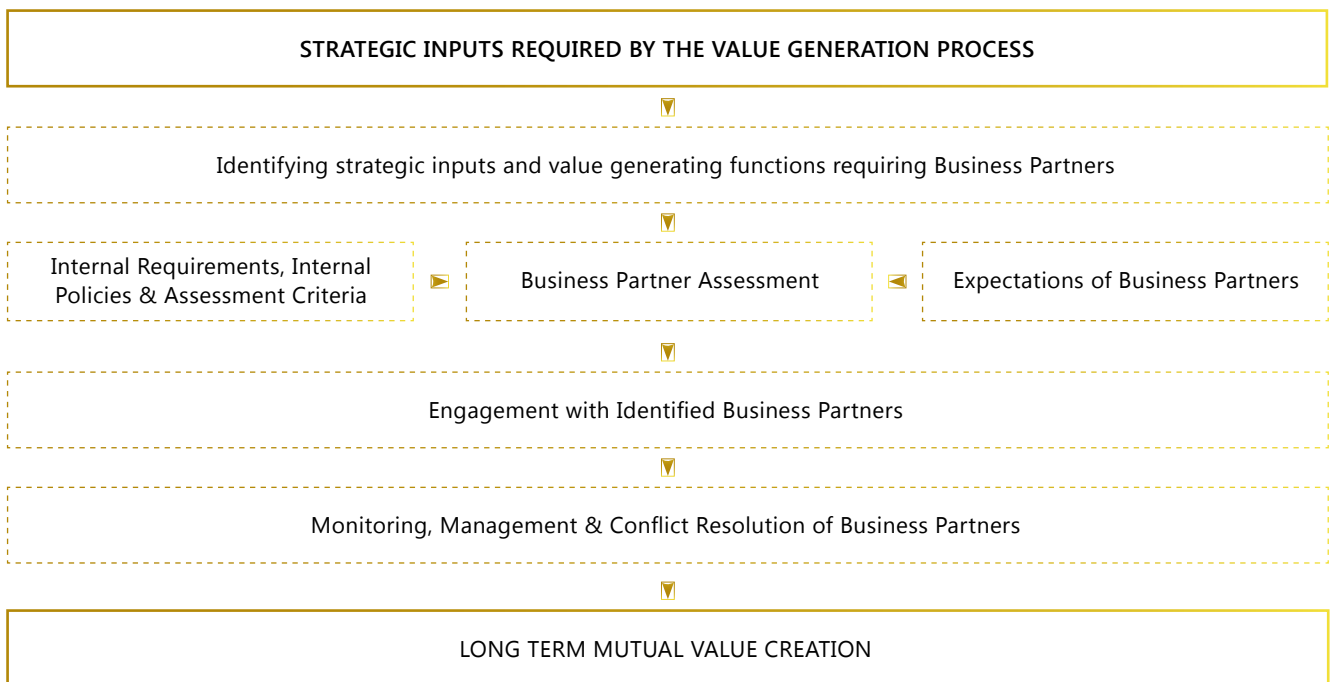 STRATEGIC INPUTS REQUIRED BY THE VALUE GENERATION PROCESS
Identifying strategic inputs and value generating functions requiring Business Partners
Internal Requirements, Internal
Policies & Assessment Criteria
Business Partner Assessment
Expectations of Business Partners
Engagement with Identified Business Partners
Monitoring, Management & Conflict Resolution of Business Partners
LONG TERM MUTUAL VALUE CREATION